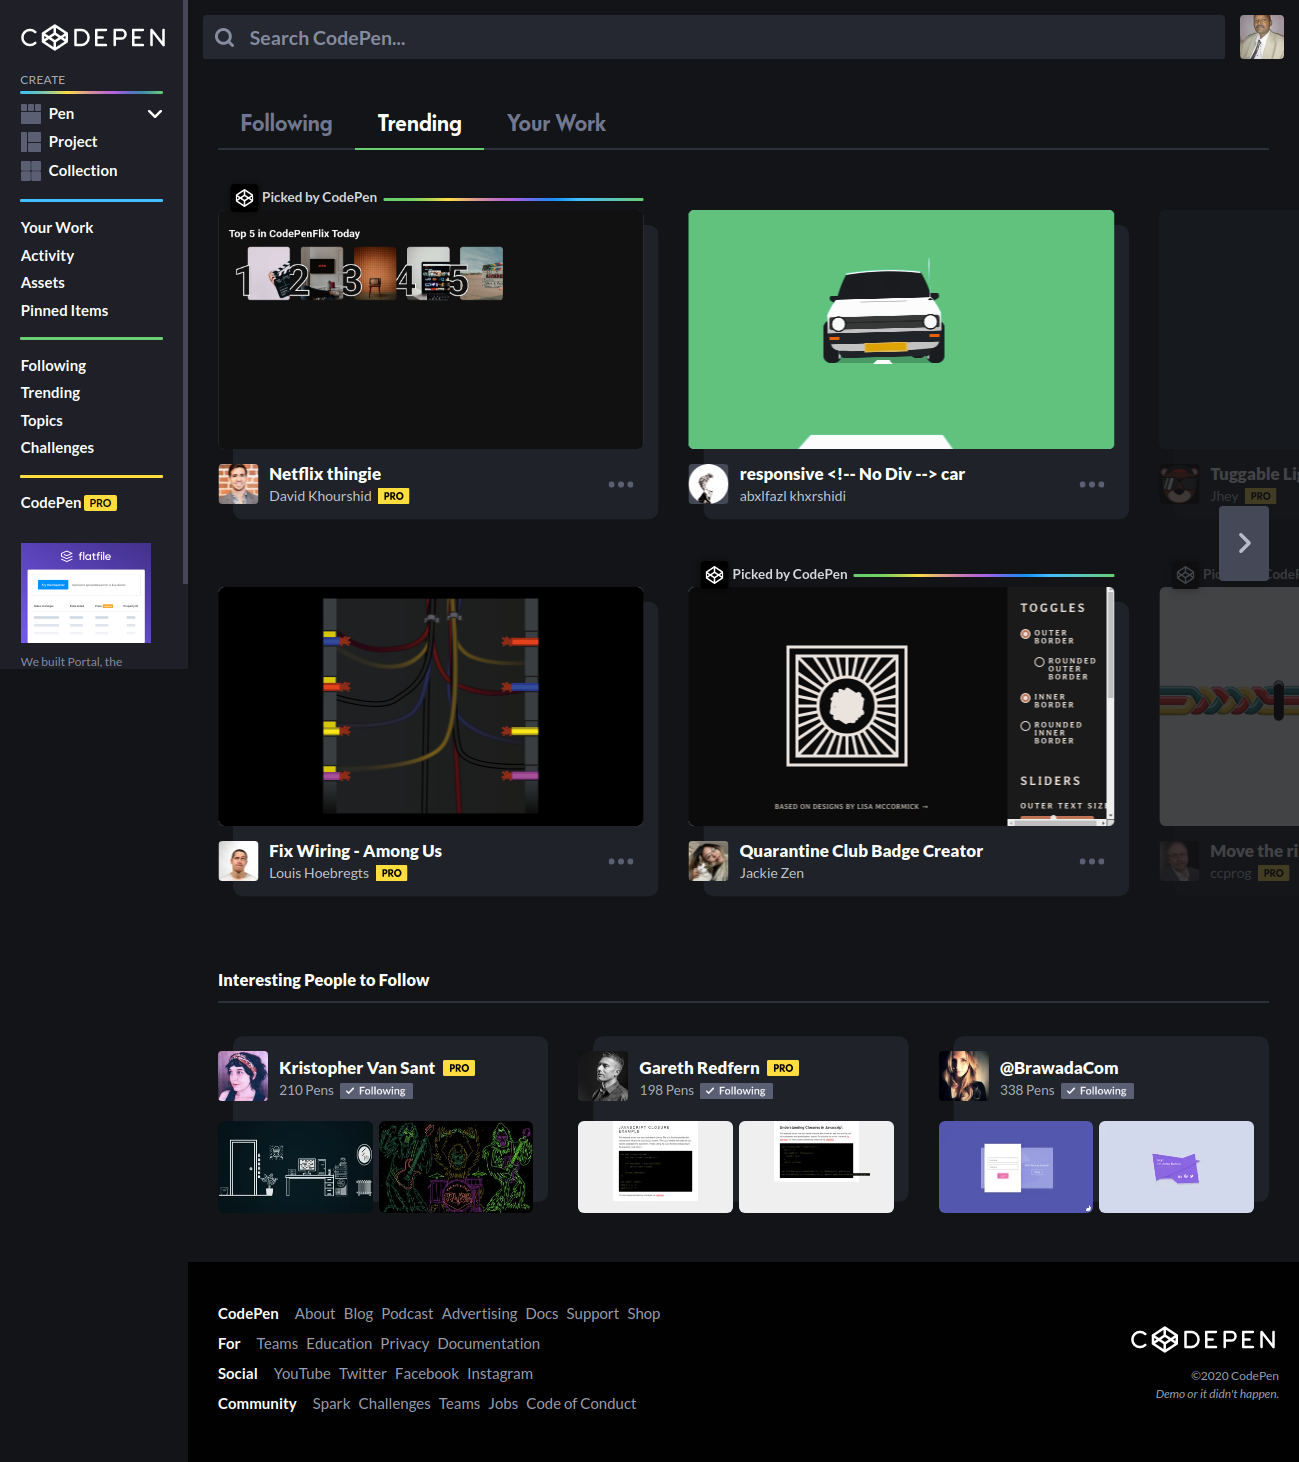 CODEPEN
Search CodePen...
CREATE
Pen
Project
Collection
Your Work
Activity
Assets
Pinned Items
Following
Trending
Topics
Challenges
CodePen PRO
flatfile
We built Portal, the
Following Trending Your Work
Picked by CodePen
Top 5 in CodePenFlix Today
1 2 3 4 5
Netflix thingie
David Khourshid PRO
responsive <!-- No Div --> car
abxlfazl khxrshidi
Tuggable Li
Jhey PRO
Fix Wiring - Among Us
Louis Hoebregts PRO
Picked by CodePen
TOGGLES
OUTER
BORDER
ROUNDED
OUTER
BORDER
INNER
BORDER
ROUNDED
INNER
BORDER
SLIDERS
OUTER TEXT SIZE
BASED ON DESIGNS BY LISA MCCORMICK →
Quarantine Club Badge Creator
Jackie Zen
Move the ri
ccprog PRO
Interesting People to Follow
Kristopher Van Sant PRO
210 Pens Following
Gareth Redfern PRO
198 Pens Following
JAVASCRIPT CLOSURE
EXAMPLE
Understanding Closures in Javascript
@BrawadaCom
338 Pens Following
CodePen About Blog Podcast Advertising Docs Support Shop
For Teams Education Privacy Documentation
Social YouTube Twitter Facebook Instagram
Community Spark Challenges Teams Jobs Code of Conduct
CODEPEN
©2020 CodePen
Demo or it didn't happen.